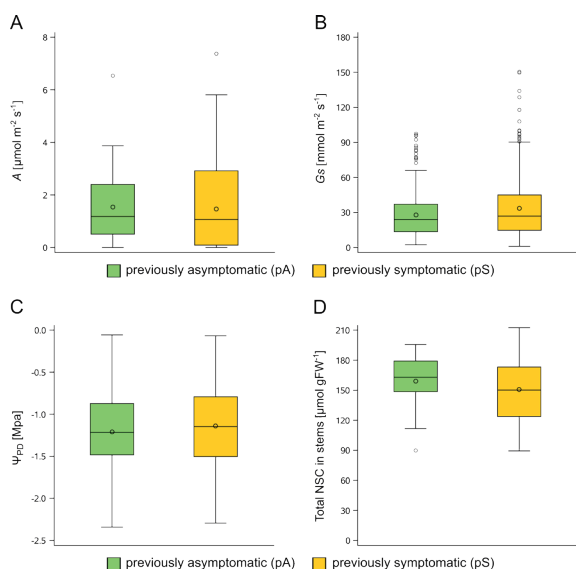 A
B
8
6
4
2
0
A [µmol m⁻² s⁻¹]
180
150
120
90
60
30
0
Gs [mmol m⁻² s⁻¹]
previously asymptomatic (pA) previously symptomatic (pS)
C
D
0.0
-0.5
-1.0
-1.5
-2.0
-2.5
Ψ_PD [Mpa]
210
180
150
120
90
60
30
0
Total NSC in stems [µmol gFW⁻¹]
previously asymptomatic (pA) previously symptomatic (pS)